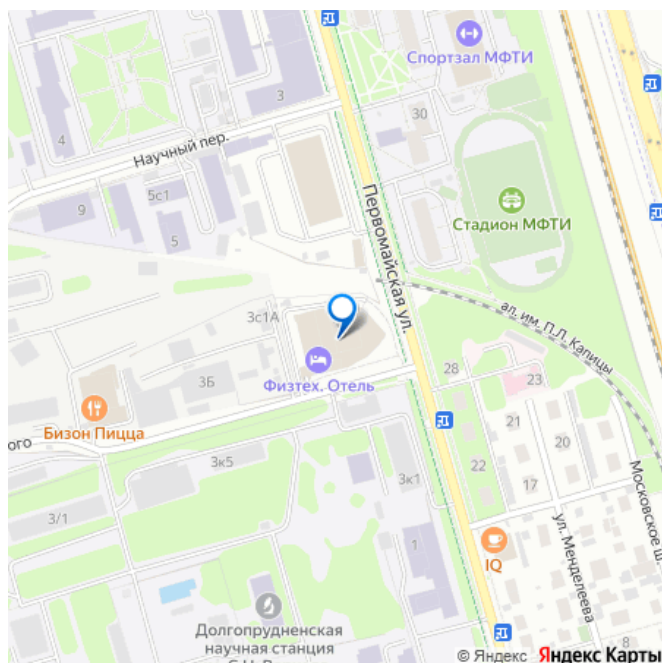 Спортзал МФТИ
3
30
4
Научный пер.
5с1
9
5
Первомайская ул.
Стадион МФТИ
3с1А
ал. им. П.Л. Капицы
28
23
3Б
Физтех. Отель
21
20
Бизон Пицца
ого
22
17
3к5
3к1
Московское ш.
3/1
1
IQ
ул. Менделеева
Долгопрудненская
научная станция
8
© Яндекс Яндекс Карты